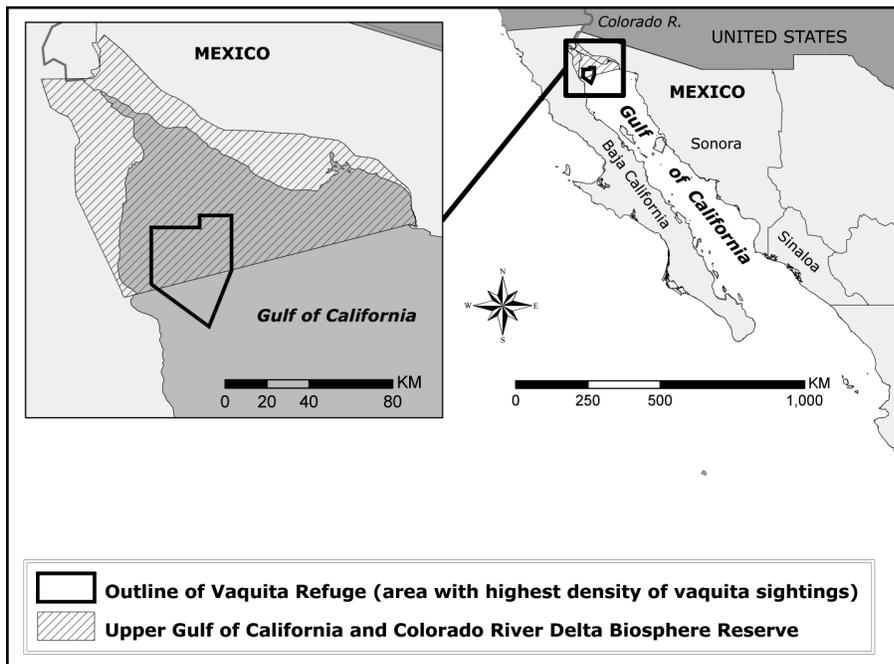 MEXICO
Gulf of California
KM
0 20 40 80
Colorado R.
UNITED STATES
MEXICO
Sonora
Gulf
of California
Baja California
Sinaloa
N
W E
S
KM
0 250 500 1,000
Outline of Vaquita Refuge (area with highest density of vaquita sightings)
Upper Gulf of California and Colorado River Delta Biosphere Reserve